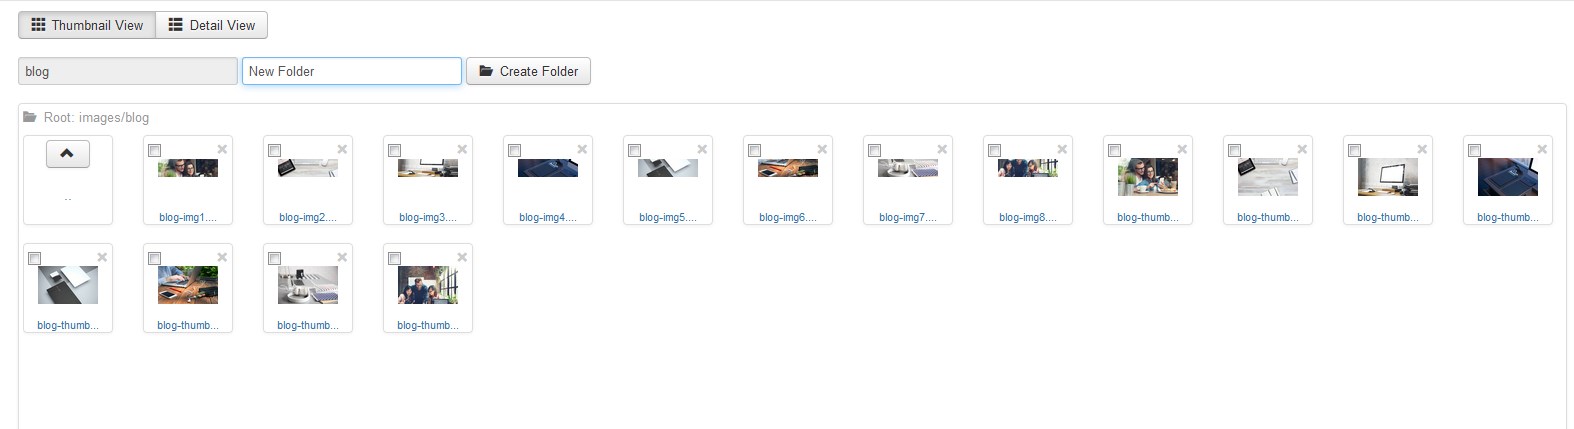 Thumbnail View Detail View
blog New Folder Create Folder
Root: images/blog
.. blog-img1.... blog-img2.... blog-img3.... blog-img4.... blog-img5.... blog-img6.... blog-img7.... blog-img8.... blog-thumb... blog-thumb... blog-thumb... blog-thumb...
blog-thumb... blog-thumb... blog-thumb... blog-thumb...